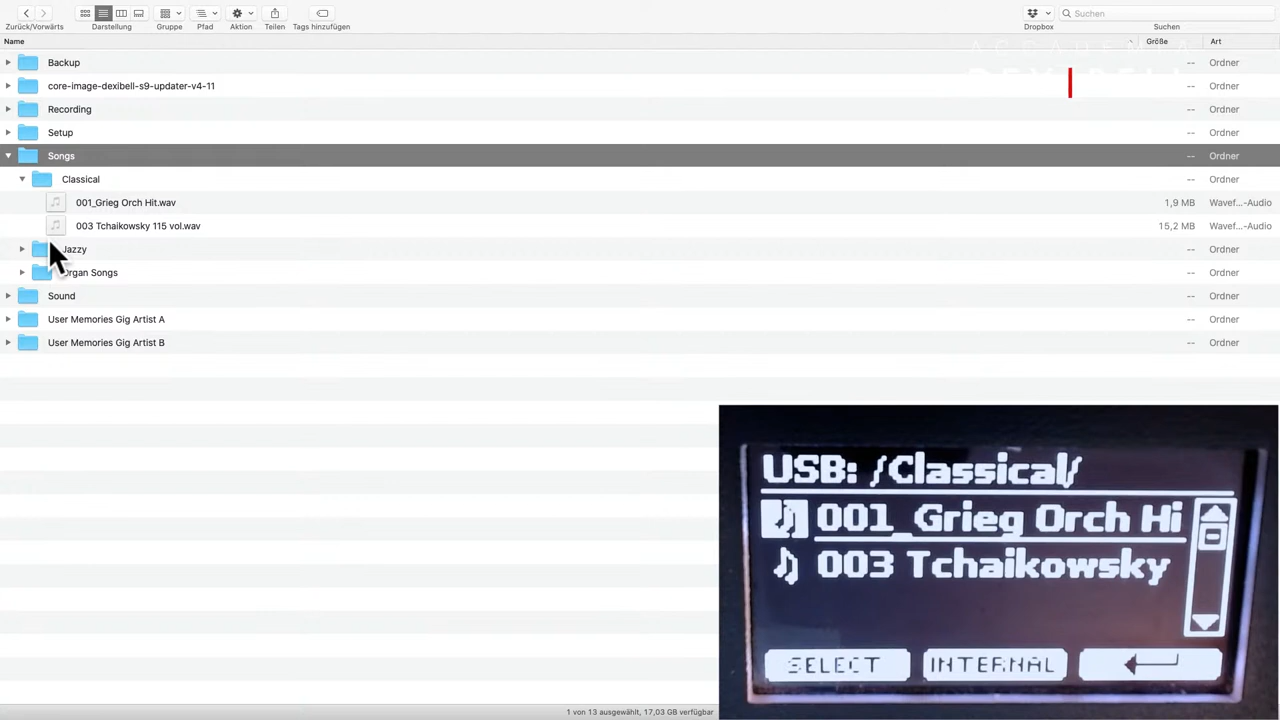 Zurück/Vorwärts
Darstellung
Gruppe
Pfad
Aktion
Teilen
Tags hinzufügen
Dropbox
Suchen
Suchen
Name
Größe
Art
Backup
--
Ordner
core-image-dexibell-s9-updater-v4-11
--
Ordner
Recording
--
Ordner
Setup
--
Ordner
Songs
--
Ordner
Classical
--
Ordner
001_Grieg Orch Hit.wav
1,9 MB
Wavef...-Audio
003 Tchaikowsky 115 vol.wav
15,2 MB
Wavef...-Audio
Jazzy
--
Ordner
Organ Songs
--
Ordner
Sound
--
Ordner
User Memories Gig Artist A
--
Ordner
User Memories Gig Artist B
--
Ordner
USB: /Classical/
001_Grieg Orch Hi
003 Tchaikowsky
SELECT
INTERNAL
1 von 13 ausgewählt, 17,03 GB verfügbar